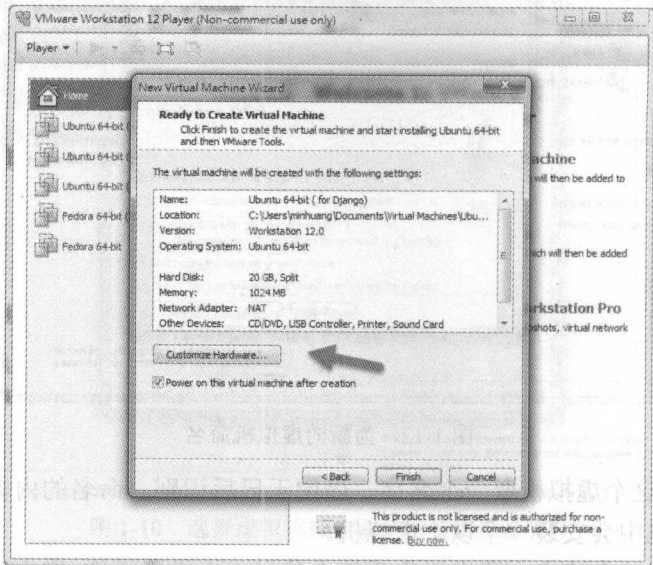 VMware Workstation 12 Player (Non-commercial use only)
Player
Home
Ubuntu 64-bit (
Ubuntu 64-bit (
Ubuntu 64-bit (
Fedora 64-bit (
Fedora 64-bit
New Virtual Machine Wizard
Ready to Create Virtual Machine
Click Finish to create the virtual machine and start installing Ubuntu 64-bit
and then VMware Tools.
The virtual machine will be created with the following settings:
Name: Ubuntu 64-bit ( for Django)
Location: C:\Users\minhuang\Documents\Virtual Machines\Ubu...
Version: Workstation 12.0
Operating System: Ubuntu 64-bit
Hard Disk: 20 GB, Split
Memory: 1024 MB
Network Adapter: NAT
Other Devices: CD/DVD, USB Controller, Printer, Sound Card
Customize Hardware...
Power on this virtual machine after creation
< Back Finish Cancel
achine
will then be added to
ich will then be added
rkstation Pro
pshots, virtual network
This product is not licensed and is authorized for non-
commercial use only. For commercial use, purchase a
license. Buy now.